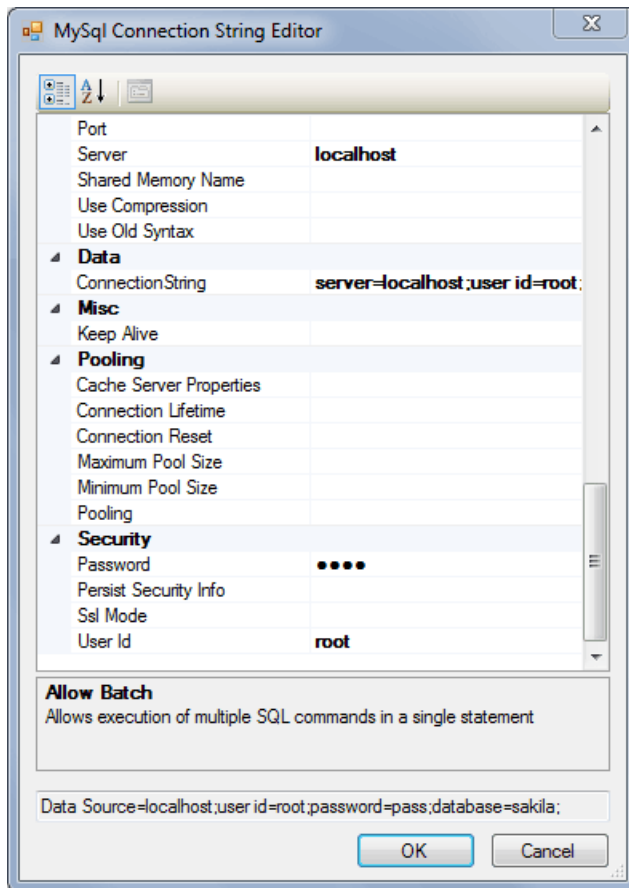 MySql Connection String Editor
Port
Server localhost
Shared Memory Name
Use Compression
Use Old Syntax
Data
ConnectionString server=localhost;user id=root;
Misc
Keep Alive
Pooling
Cache Server Properties
Connection Lifetime
Connection Reset
Maximum Pool Size
Minimum Pool Size
Pooling
Security
Password ●●●●
Persist Security Info
Ssl Mode
User Id root
Allow Batch
Allows execution of multiple SQL commands in a single statement
Data Source=localhost;user id=root;password=pass;database=sakila;
OK Cancel